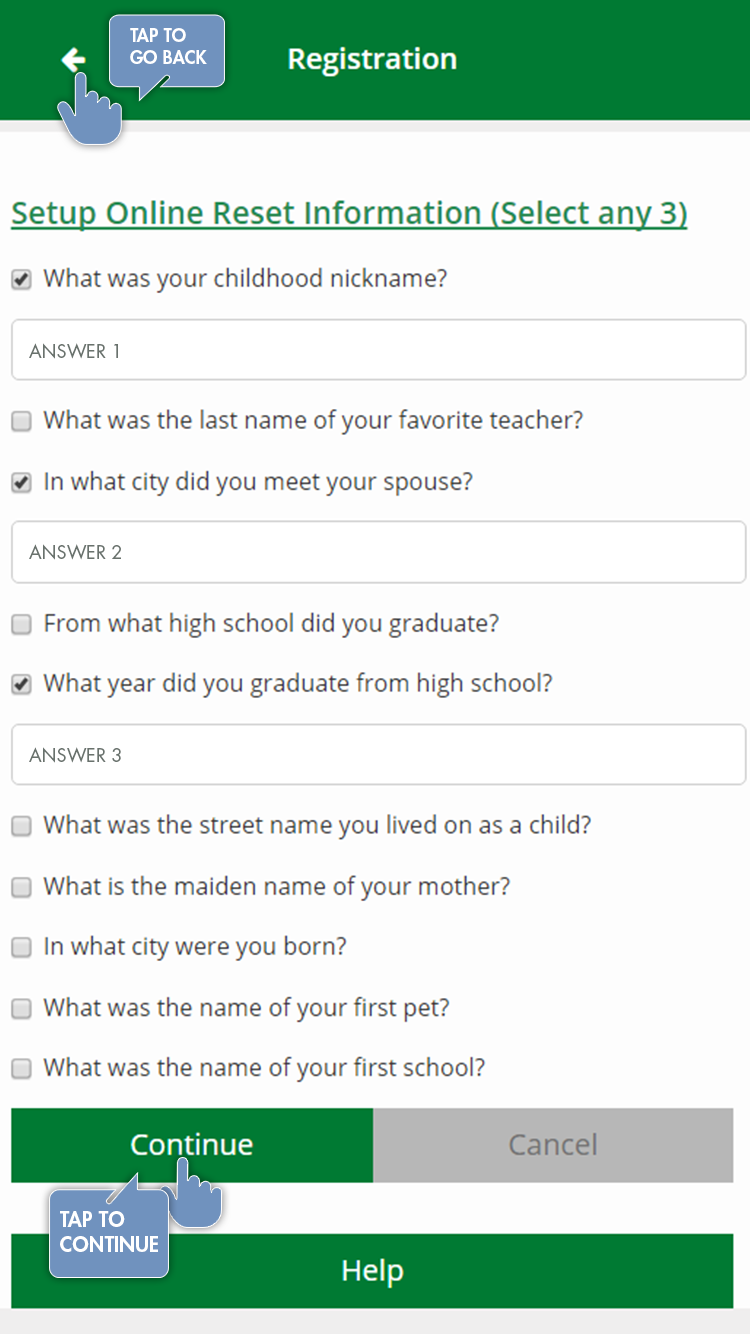 TAP TO
GO BACK
Registration
Setup Online Reset Information (Select any 3)
What was your childhood nickname?
ANSWER 1
What was the last name of your favorite teacher?
In what city did you meet your spouse?
ANSWER 2
From what high school did you graduate?
What year did you graduate from high school?
ANSWER 3
What was the street name you lived on as a child?
What is the maiden name of your mother?
In what city were you born?
What was the name of your first pet?
What was the name of your first school?
Continue
Cancel
TAP TO
CONTINUE
Help